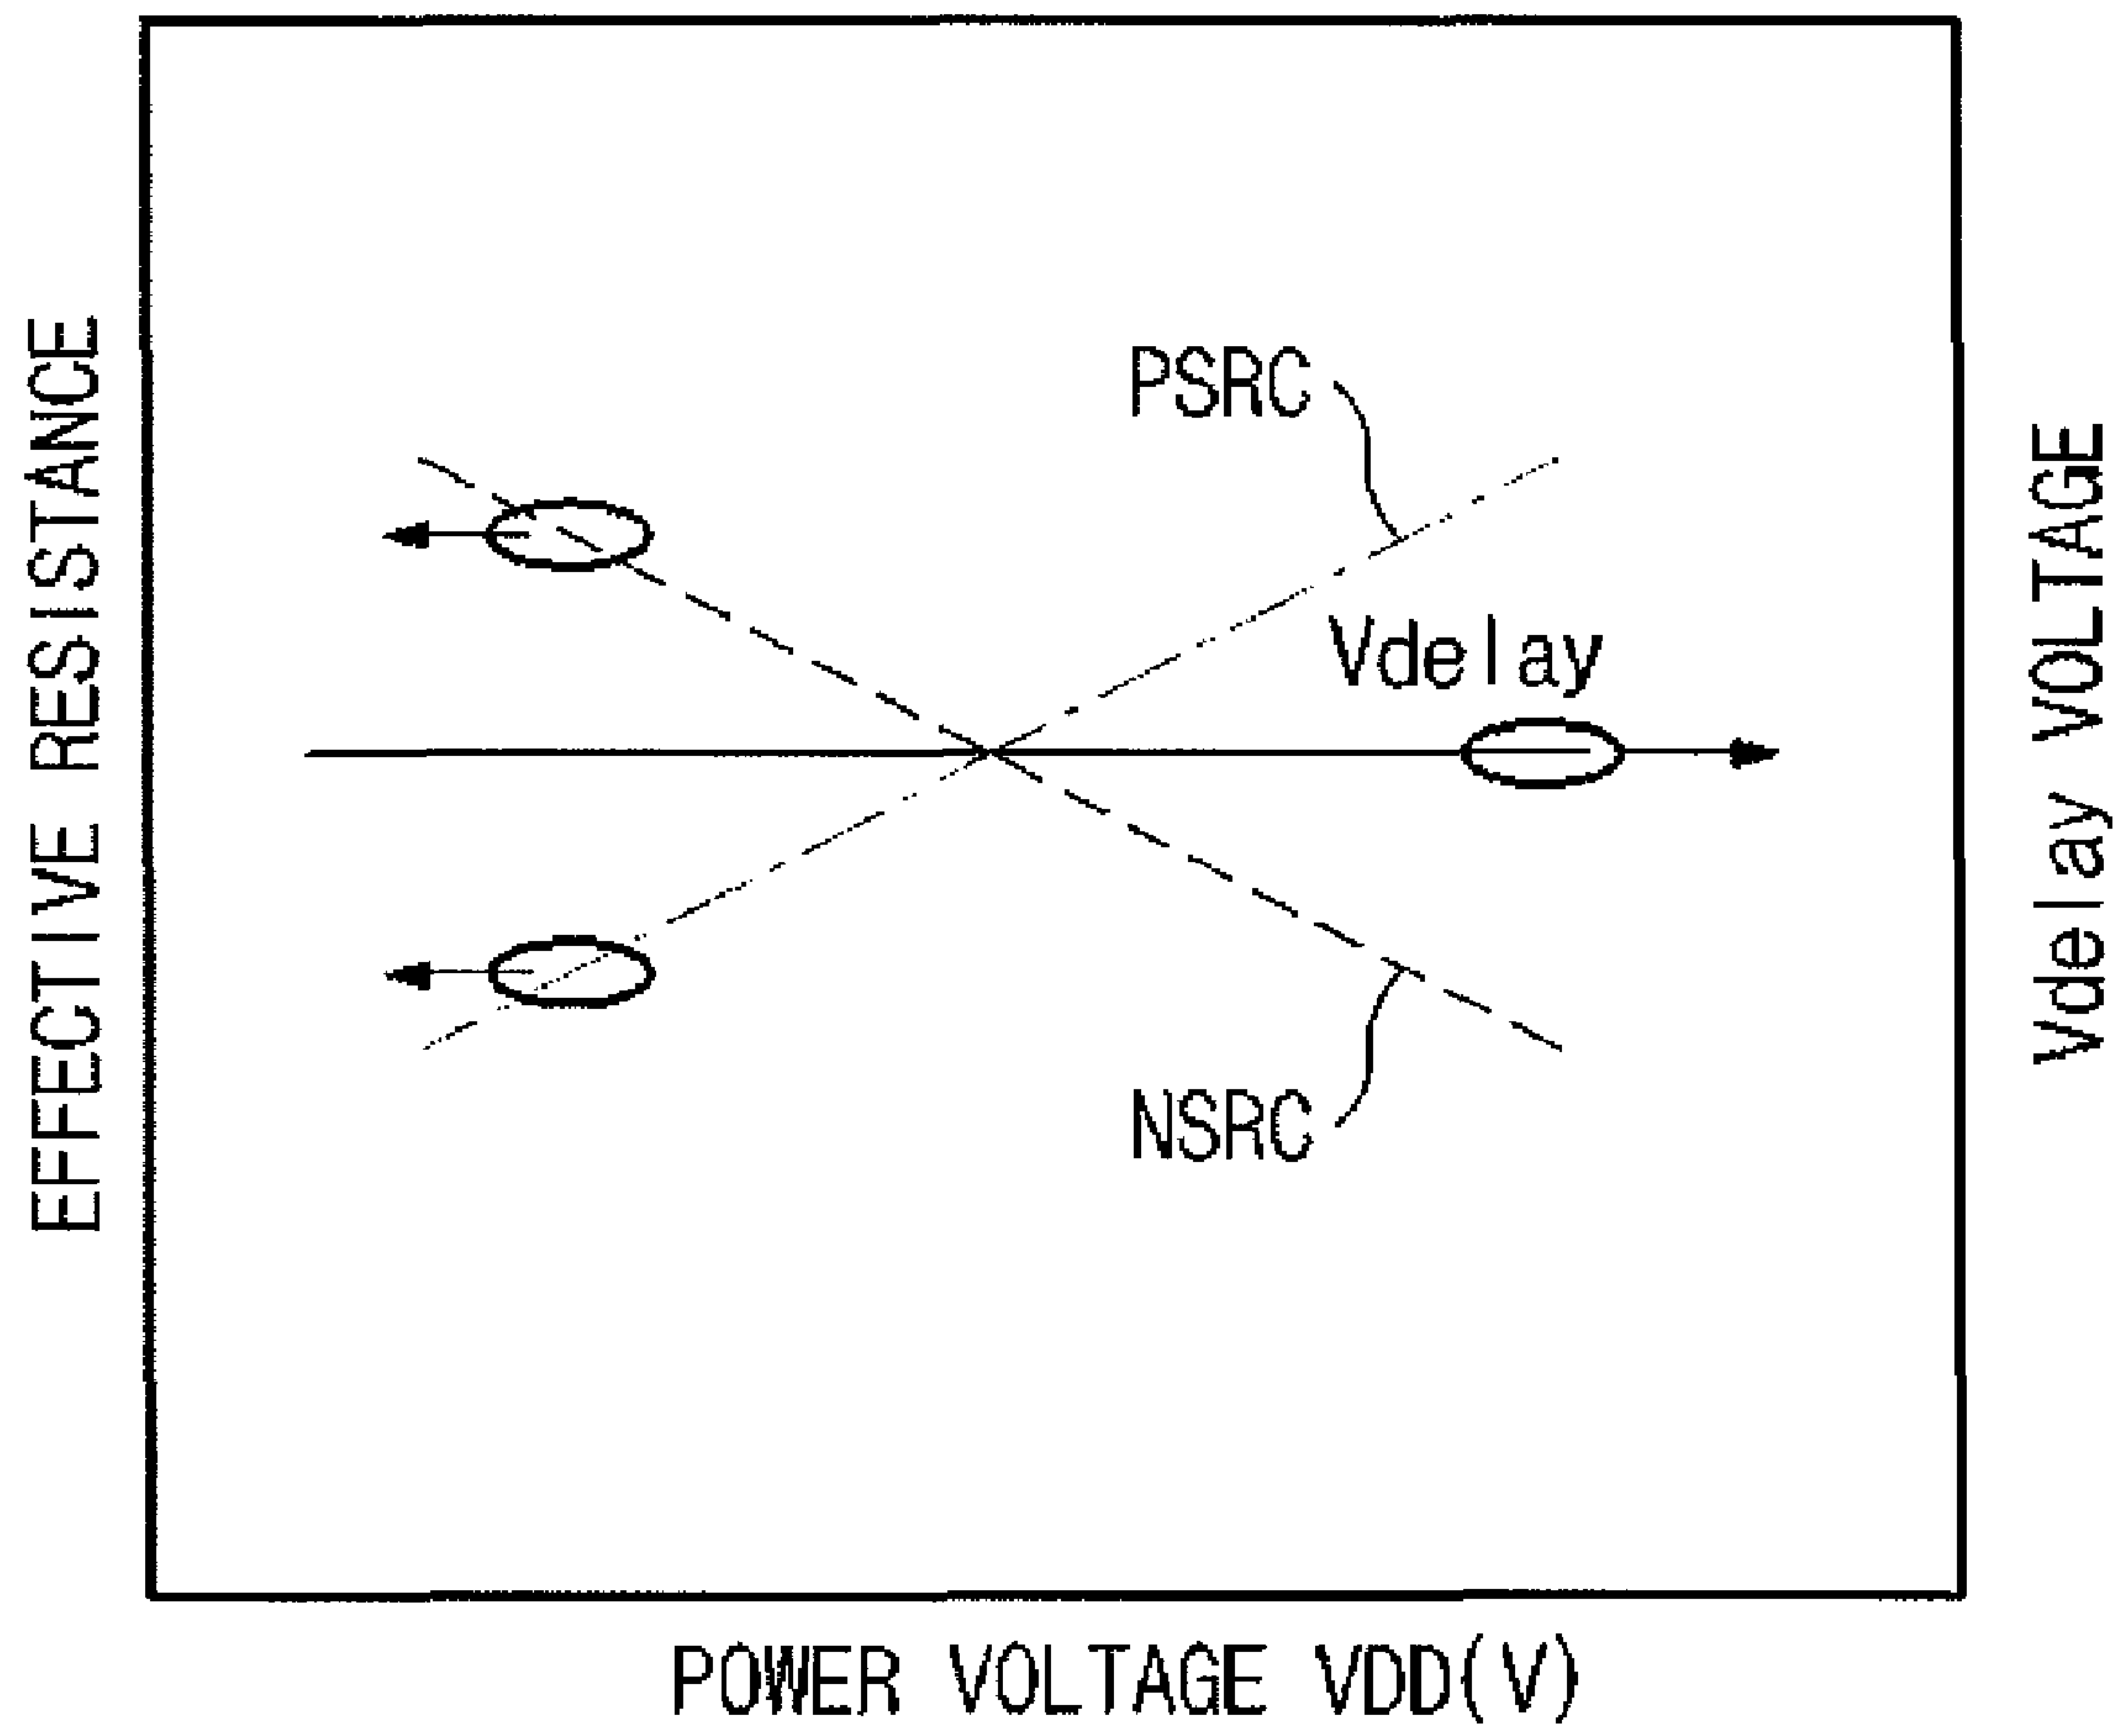 EFFECTIVE RESISTANCE
PSRC
Vdelay
NSRC
Vdelay VOLTAGE
POWER VOLTAGE VDD(V)